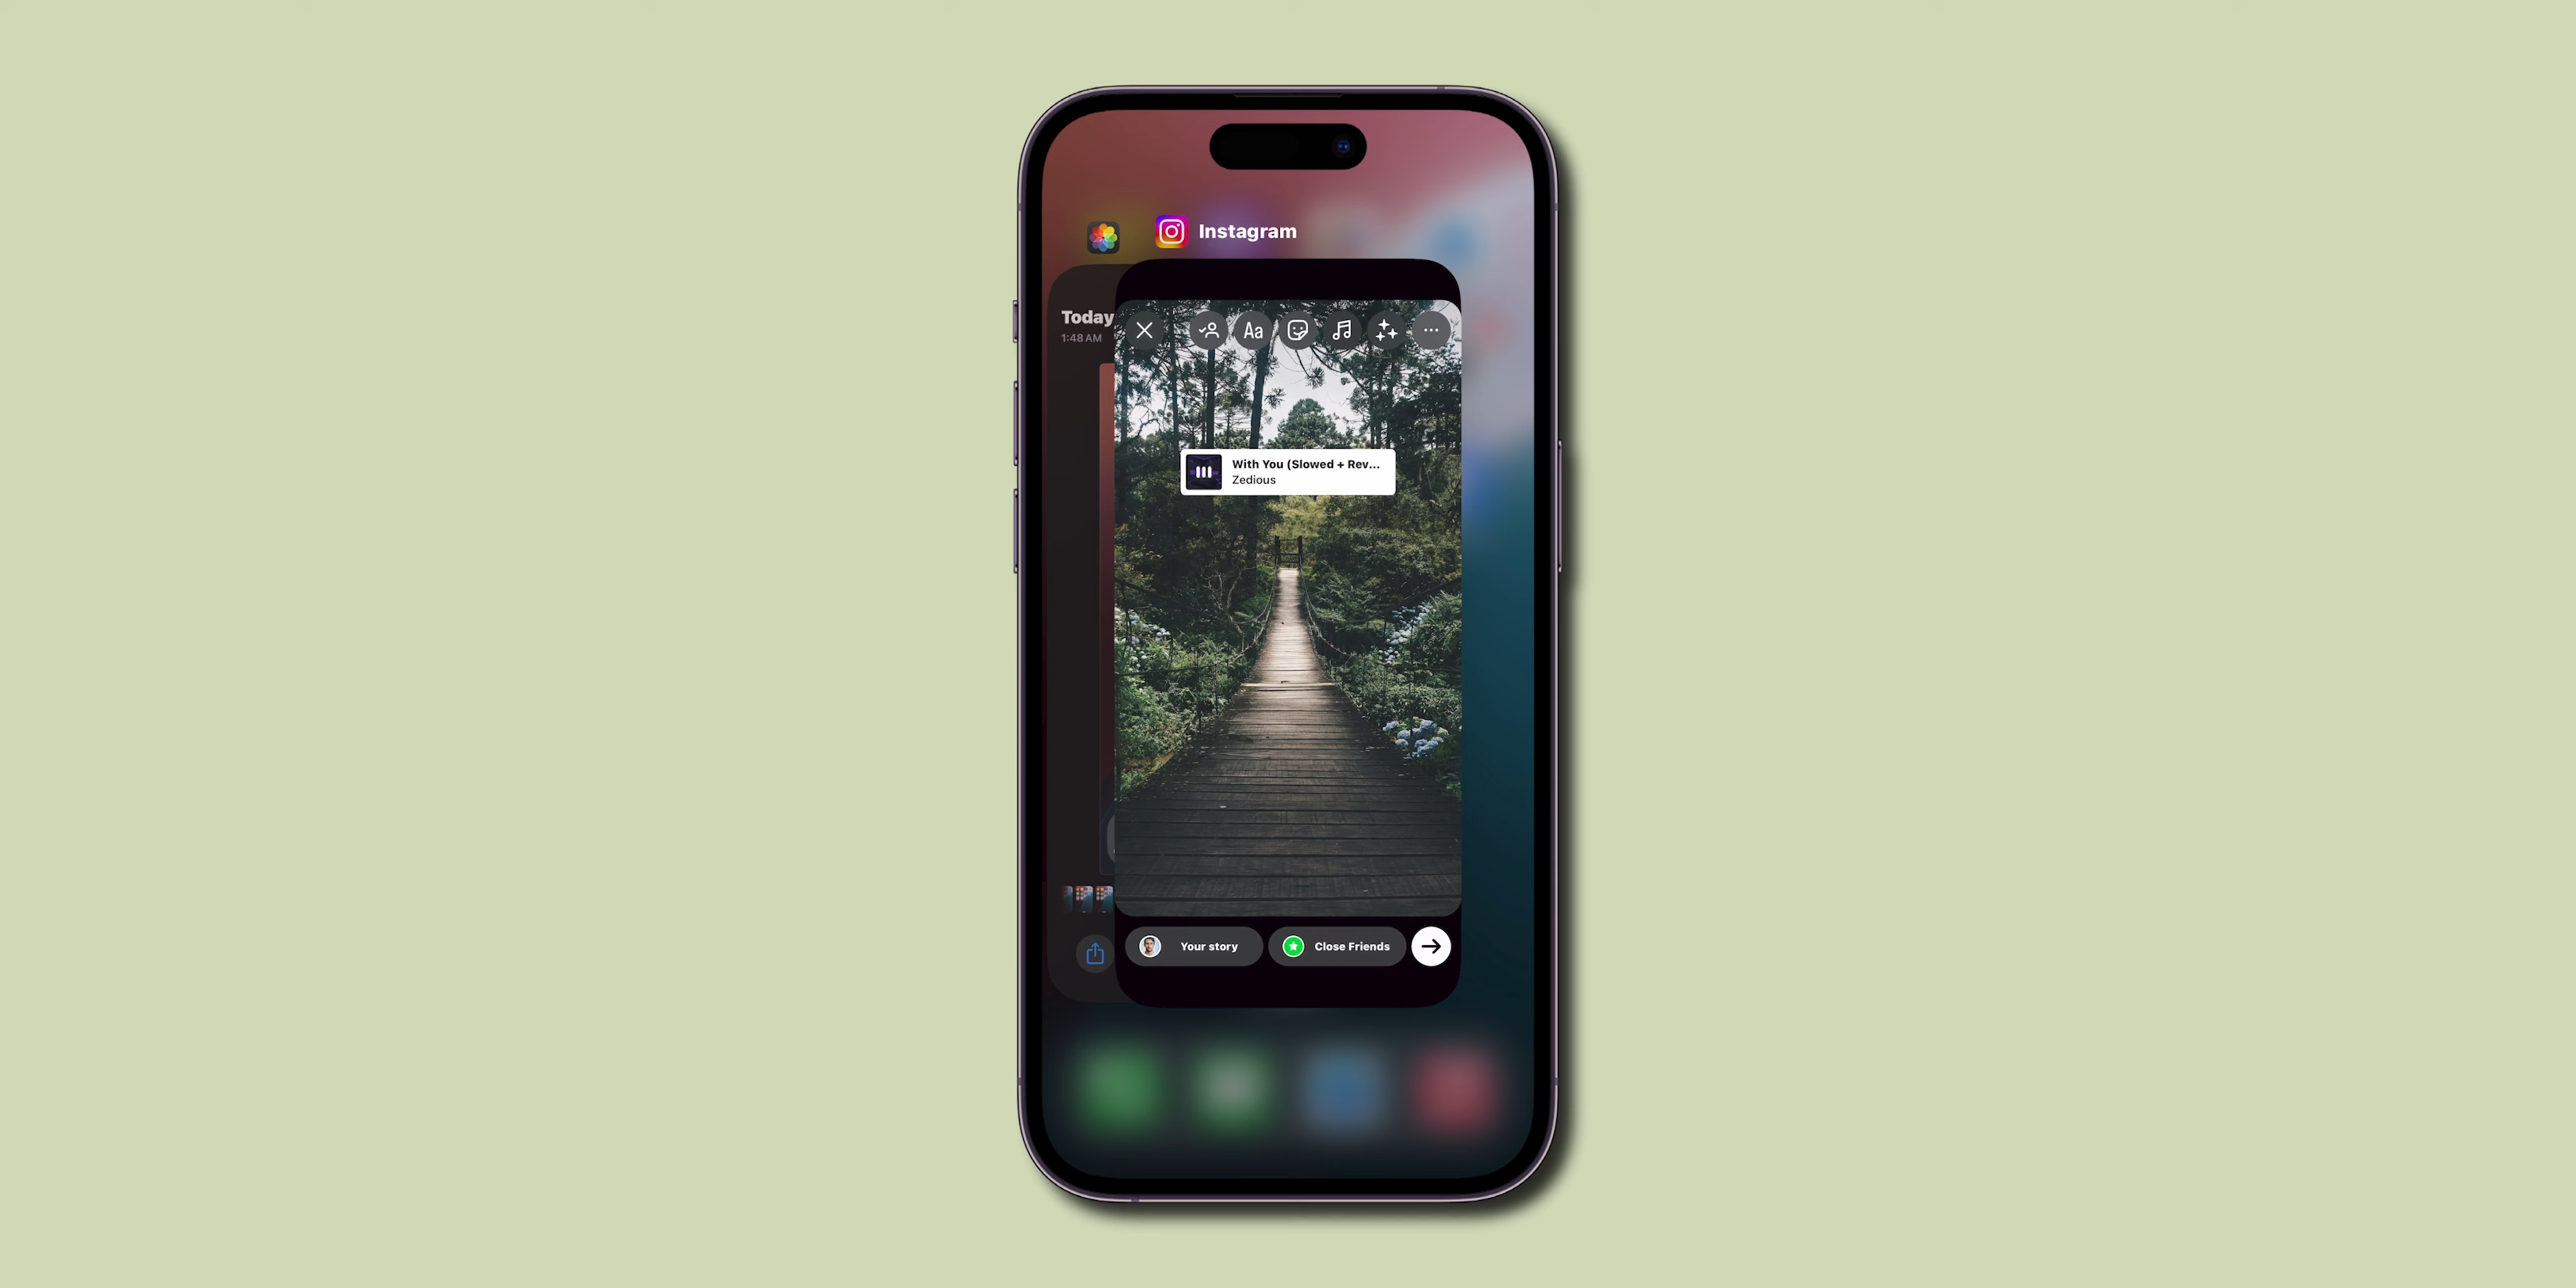 Instagram
Today
1:48 AM
Aa
With You (Slowed + Rev...
Zedious
Your story
Close Friends